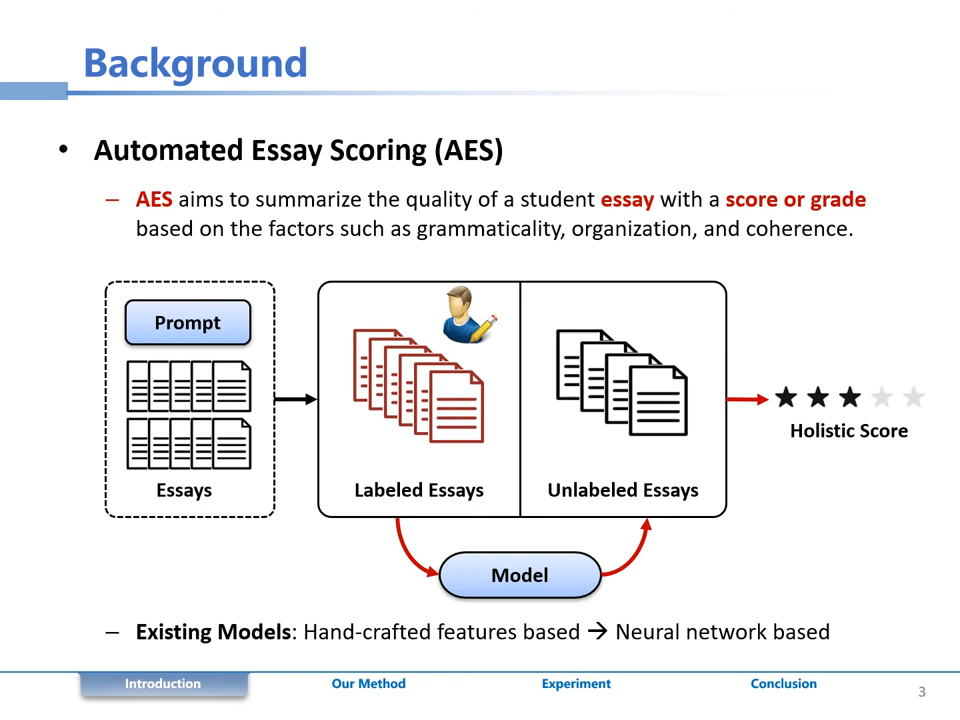 Background
• Automated Essay Scoring (AES)
– AES aims to summarize the quality of a student essay with a score or grade
based on the factors such as grammaticality, organization, and coherence.
Prompt
Essays
Labeled Essays
Unlabeled Essays
Holistic Score
Model
– Existing Models: Hand-crafted features based → Neural network based
Introduction
Our Method
Experiment
Conclusion
3